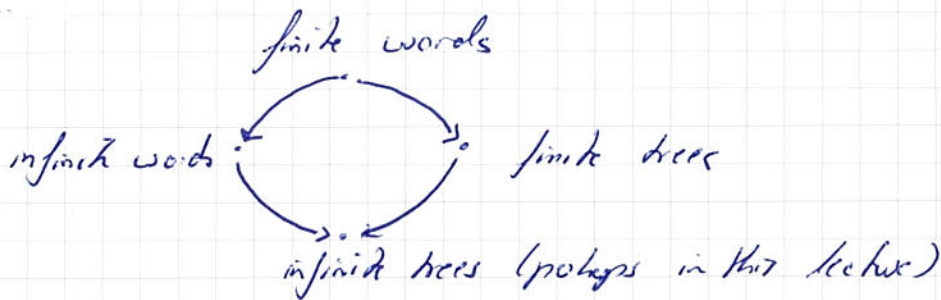 finite words
infinite words
finite trees
infinite trees (perhaps in this lecture)